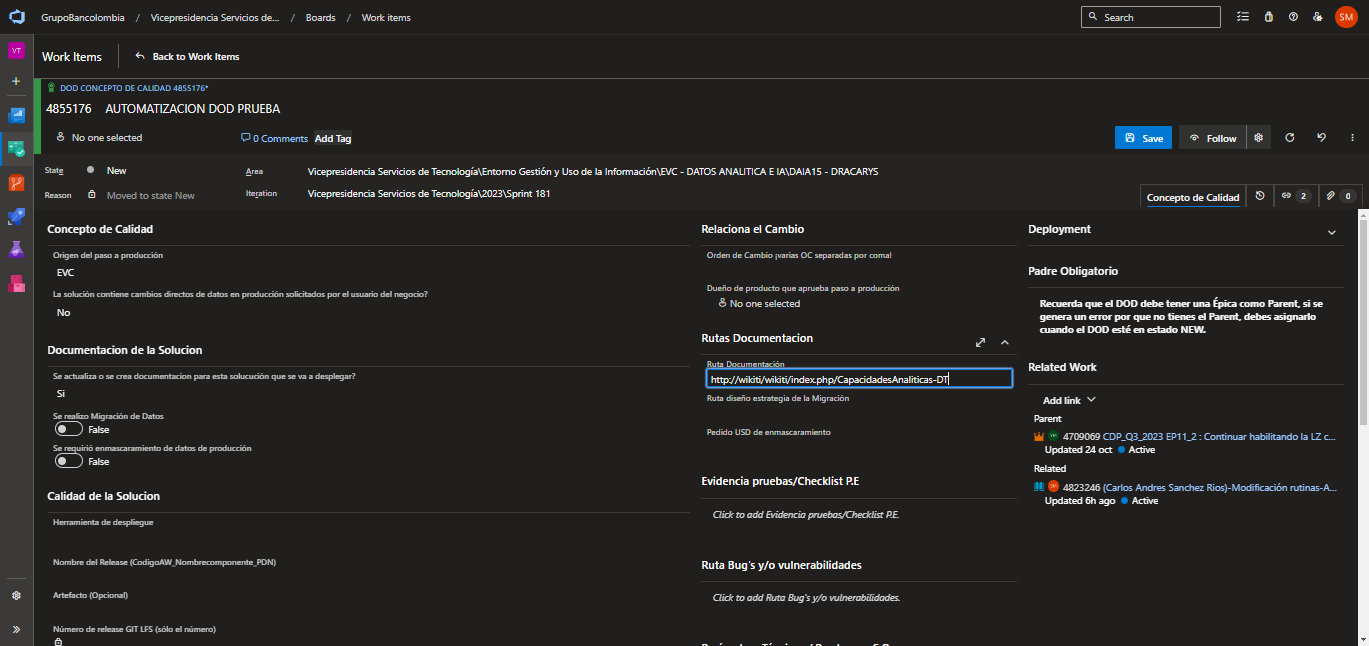 GrupoBancolombia / Vicepresidencia Servicios de... / Boards / Work items
Search
SM
VT
Work Items
Back to Work Items
DOD CONCEPTO DE CALIDAD 4855176*
4855176 AUTOMATIZACION DOD PRUEBA
No one selected
0 Comments
Add Tag
Save
Follow
State
New
Area
Vicepresidencia Servicios de Tecnología\Entorno Gestión y Uso de la Información\EVC - DATOS ANALITICA E IA\DAIA15 - DRACARYS
Reason
Moved to state New
Iteration
Vicepresidencia Servicios de Tecnología\2023\Sprint 181
Concepto de Calidad
2
0
Concepto de Calidad
Origen del paso a producción
EVC
La solución contiene cambios directos de datos en producción solicitados por el usuario del negocio?
No
Documentacion de la Solucion
Se actualiza o se crea documentacion para esta solucución que se va a desplegar?
Si
Se realizo Migración de Datos
False
Se requirió enmascaramiento de datos de producción
False
Calidad de la Solucion
Herramienta de despliegue
Nombre del Release (CodigoAW_Nombrecomponente_PDN)
Artefacto (Opcional)
Número de release GIT LFS (sólo el número)
Relaciona el Cambio
Orden de Cambio ¡varias OC separadas por coma!
Dueño de producto que aprueba paso a producción
No one selected
Rutas Documentacion
Ruta Documentación
http://wikiti/wikiti/index.php/CapacidadesAnaliticas-DT
Ruta diseño estrategia de la Migración
Pedido USD de enmascaramiento
Evidencia pruebas/Checklist P.E
Click to add Evidencia pruebas/Checklist P.E.
Ruta Bug's y/o vulnerabilidades
Click to add Ruta Bug's y/o vulnerabilidades.
Deployment
Padre Obligatorio
Recuerda que el DOD debe tener una Épica como Parent, si se
genera un error por que no tienes el Parent, debes asignarlo
cuando el DOD esté en estado NEW.
Related Work
Add link
Parent
4709069 CDP_Q3_2023 EP11_2 : Continuar habilitando la LZ c...
Updated 24 oct Active
Related
SM 4823246 (Carlos Andres Sanchez Rios)-Modificación rutinas-A...
Updated 6h ago Active